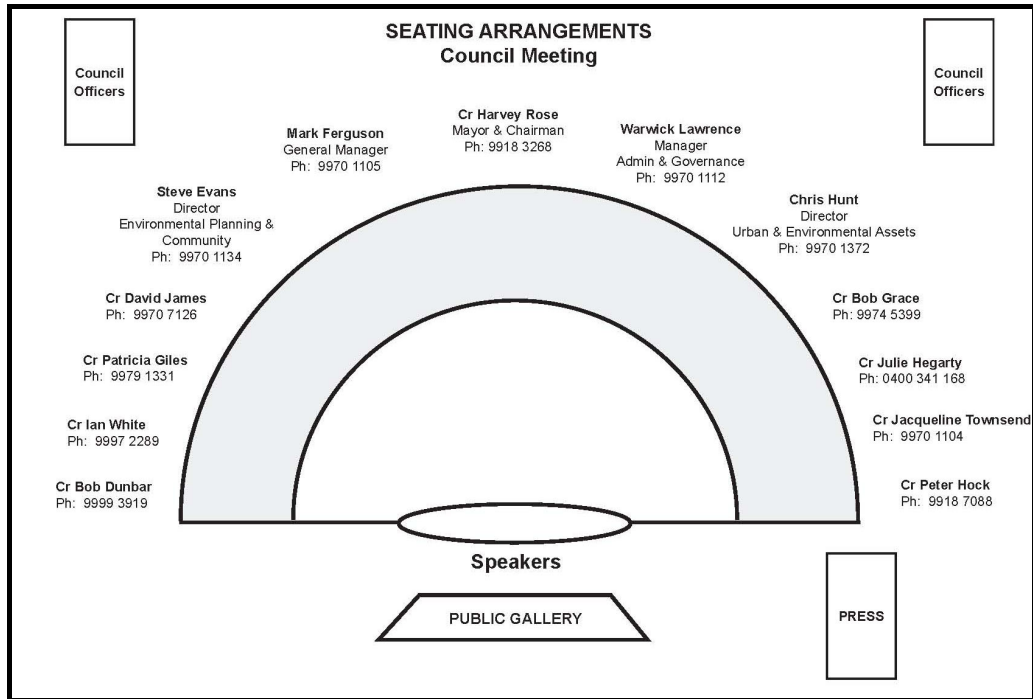 SEATING ARRANGEMENTS
Council Meeting
Council
Officers
Council
Officers
Cr Harvey Rose
Mayor & Chairman
Ph: 9918 3268
Mark Ferguson
General Manager
Ph: 9970 1105
Warwick Lawrence
Manager
Admin & Governance
Ph: 9970 1112
Steve Evans
Director
Environmental Planning &
Community
Ph: 9970 1134
Chris Hunt
Director
Urban & Environmental Assets
Ph: 9970 1372
Cr David James
Ph: 9970 7126
Cr Bob Grace
Ph: 9974 5399
Cr Patricia Giles
Ph: 9979 1331
Cr Julie Hegarty
Ph: 0400 341 168
Cr Ian White
Ph: 9997 2289
Cr Jacqueline Townsend
Ph: 9970 1104
Cr Bob Dunbar
Ph: 9999 3919
Cr Peter Hock
Ph: 9918 7088
Speakers
PUBLIC GALLERY
PRESS